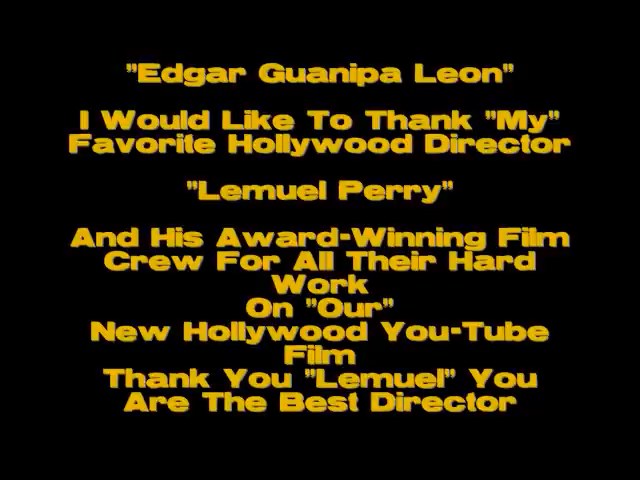 "Edgar Guanipa Leon"
I Would Like To Thank "My"
Favorite Hollywood Director
"Lemuel Perry"
And His Award-Winning Film
Crew For All Their Hard
Work
On "Our"
New Hollywood You-Tube
Film
Thank You "Lemuel" You
Are The Best Director